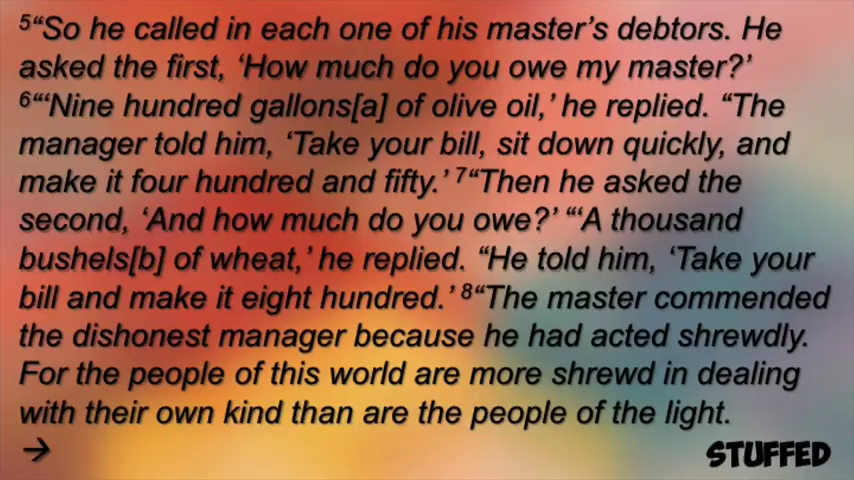 ⁵“So he called in each one of his master’s debtors. He
asked the first, ‘How much do you owe my master?’
⁶“‘Nine hundred gallons[a] of olive oil,’ he replied. “The
manager told him, ‘Take your bill, sit down quickly, and
make it four hundred and fifty.’ ⁷“Then he asked the
second, ‘And how much do you owe?’ “‘A thousand
bushels[b] of wheat,’ he replied. “He told him, ‘Take your
bill and make it eight hundred.’ ⁸“The master commended
the dishonest manager because he had acted shrewdly.
For the people of this world are more shrewd in dealing
with their own kind than are the people of the light.
→
STUFFED